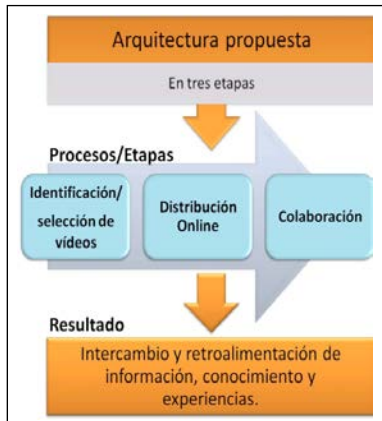 Arquitectura propuesta
En tres etapas
Procesos/Etapas
Identificación/
selección de
vídeos
Distribución
Online
Colaboración
Resultado
Intercambio y retroalimentación de
información, conocimiento y
experiencias.